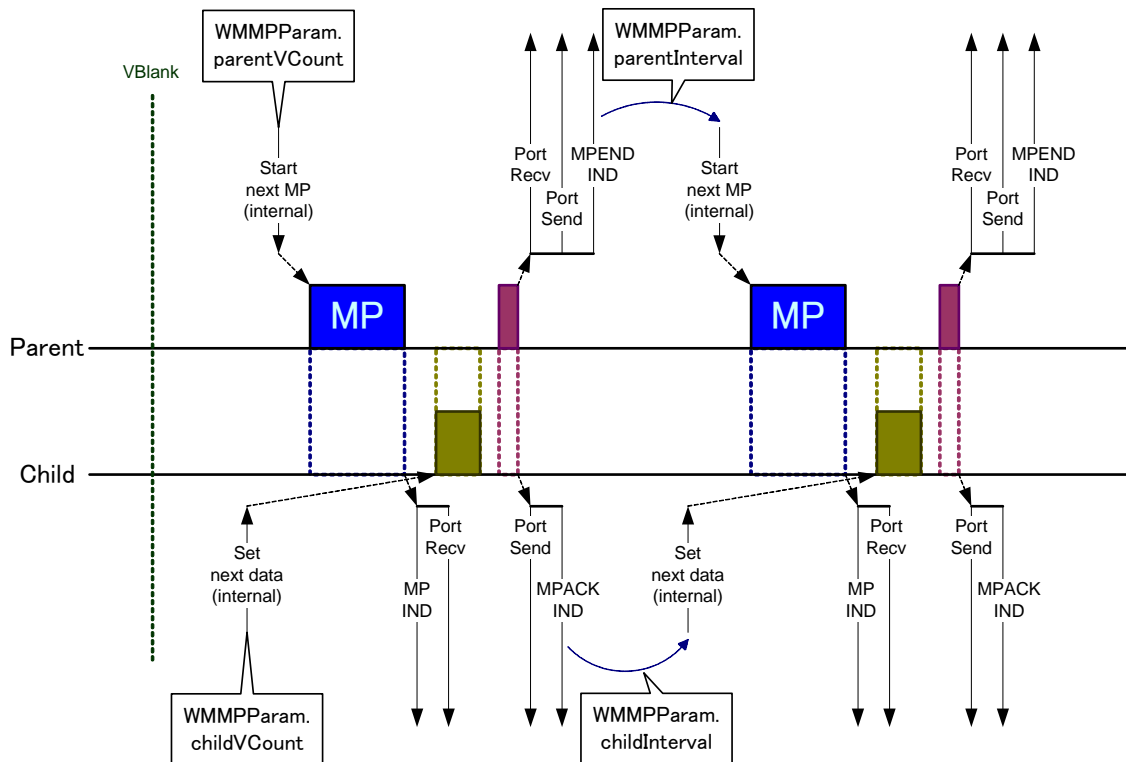 WMMPParam.
parentVCount
WMMPParam.
parentInterval
VBlank
Start
next MP
(internal)
Port
Recv
Port
Send
MPEND
IND
Start
next MP
(internal)
Port
Recv
Port
Send
MPEND
IND
MP
MP
Parent
Child
Set
next data
(internal)
MP
IND
Port
Recv
Port
Send
MPACK
IND
Set
next data
(internal)
MP
IND
Port
Recv
Port
Send
MPACK
IND
WMMPParam.
childVCount
WMMPParam.
childInterval